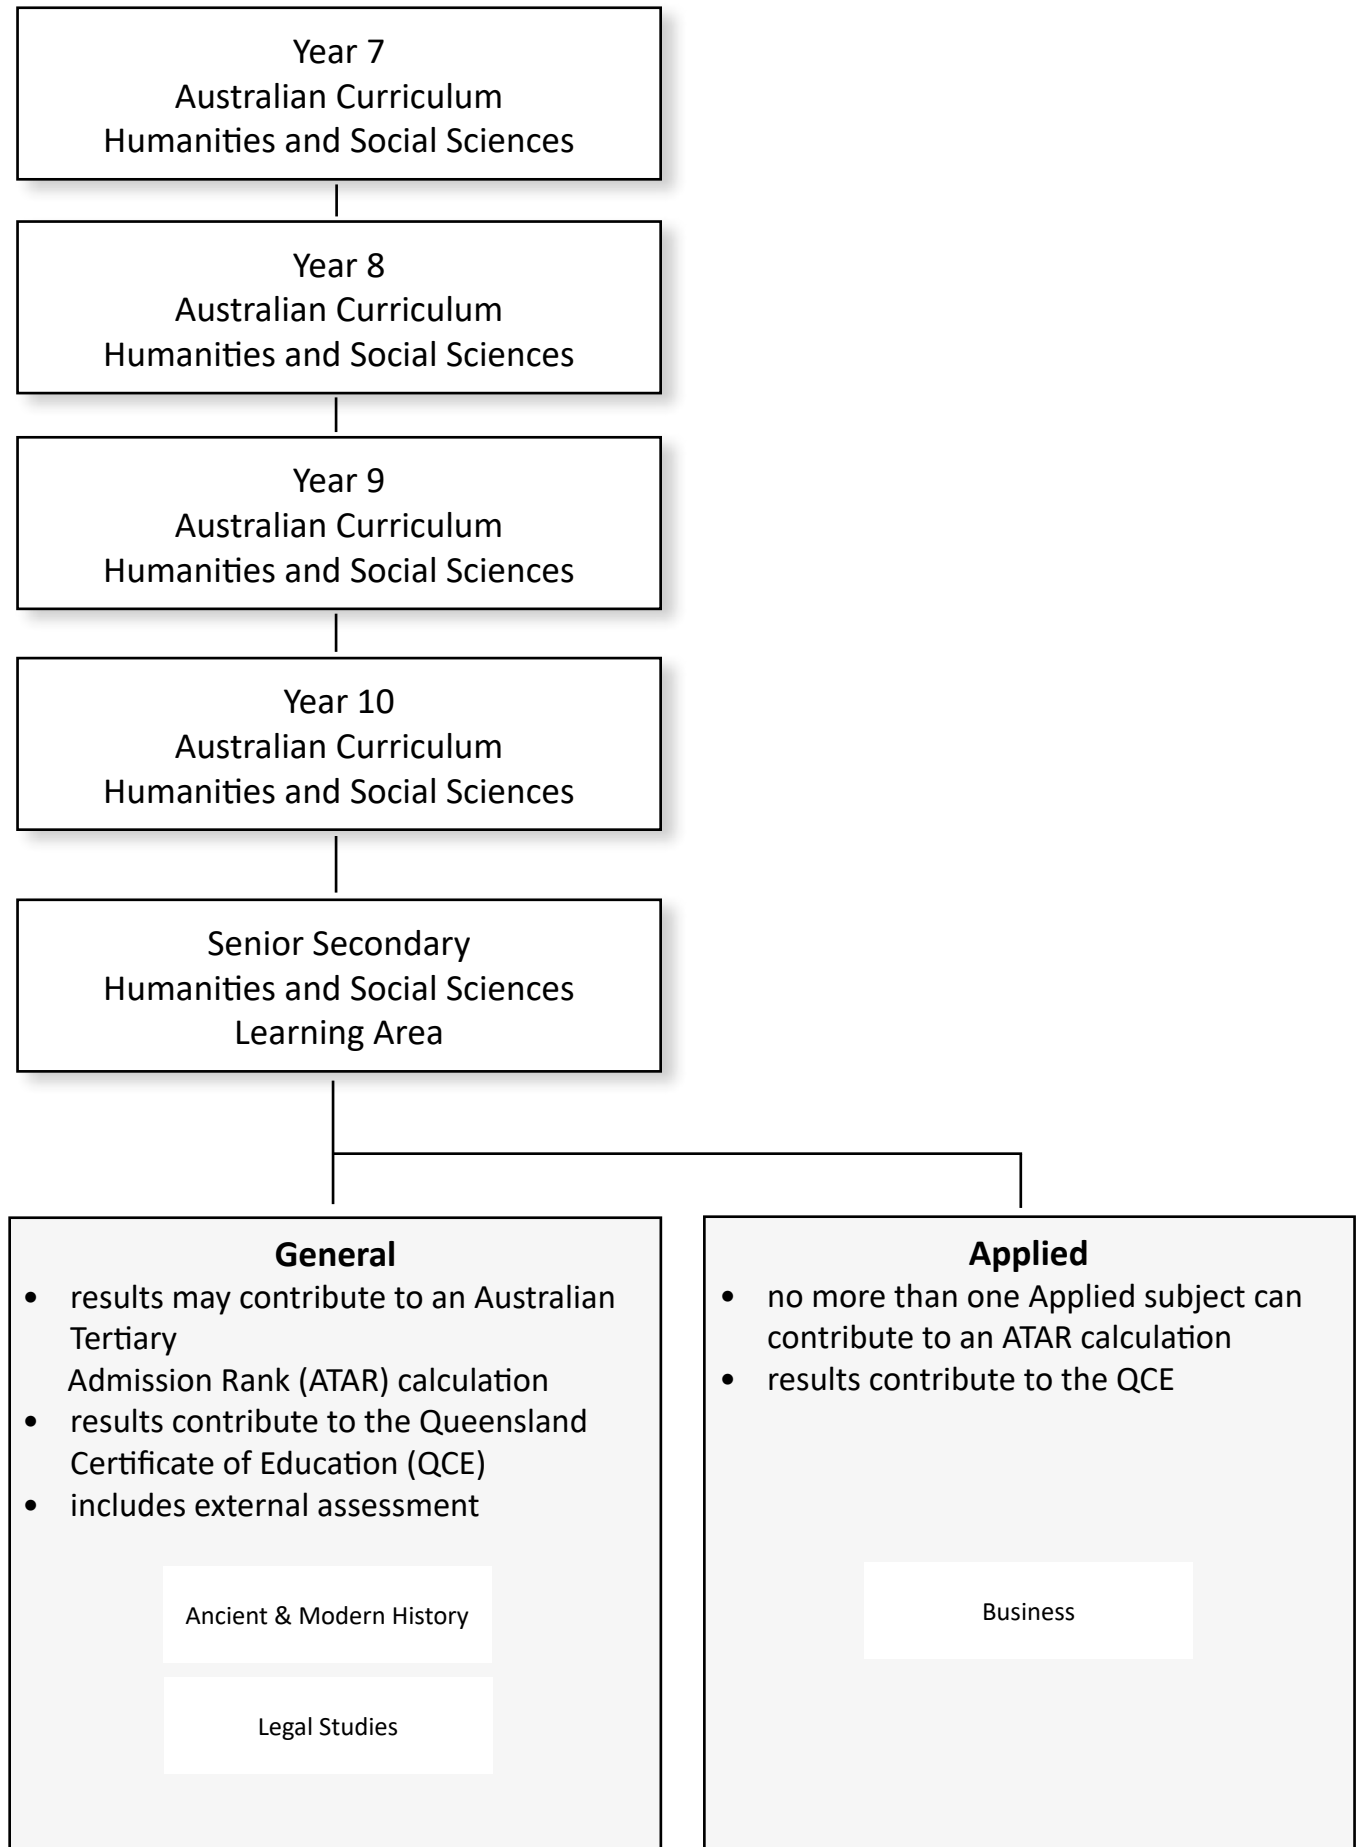 Year 7
Australian Curriculum
Humanities and Social Sciences
Year 8
Australian Curriculum
Humanities and Social Sciences
Year 9
Australian Curriculum
Humanities and Social Sciences
Year 10
Australian Curriculum
Humanities and Social Sciences
Senior Secondary
Humanities and Social Sciences
Learning Area
General
• results may contribute to an Australian
Tertiary
Admission Rank (ATAR) calculation
• results contribute to the Queensland
Certificate of Education (QCE)
• includes external assessment
Ancient & Modern History
Legal Studies
Applied
• no more than one Applied subject can
contribute to an ATAR calculation
• results contribute to the QCE
Business